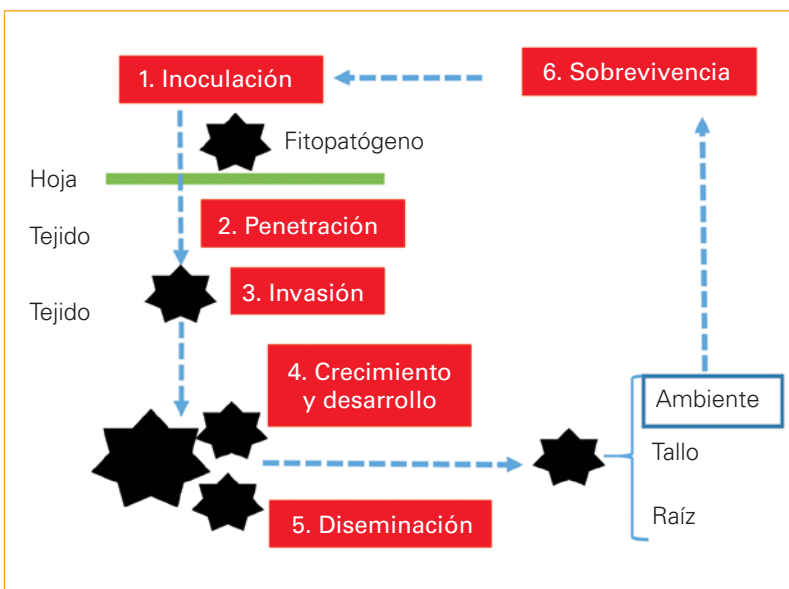 1. Inoculación
6. Sobrevivencia
Fitopatógeno
Hoja
2. Penetración
Tejido
3. Invasión
Tejido
4. Crecimiento
y desarrollo
Ambiente
Tallo
5. Diseminación
Raíz